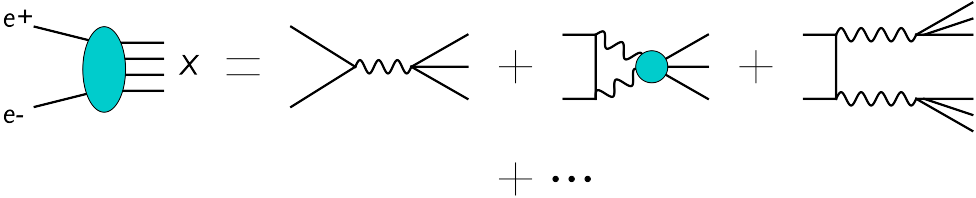 e+
X = + +
e-
+ ...